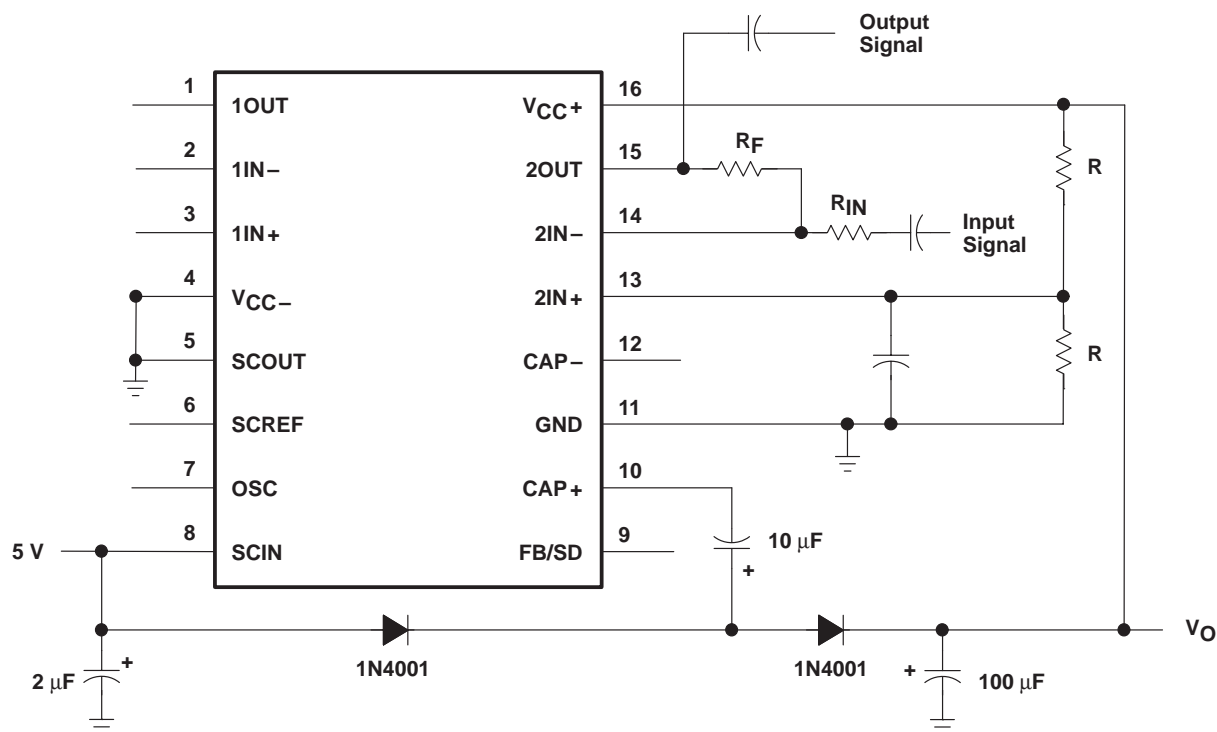 Output
Signal
1
1OUT
VCC+
16
2
1IN−
2OUT
15
RF
R
3
1IN+
2IN−
14
RIN
Input
Signal
4
VCC−
2IN+
13
5
SCOUT
CAP−
12
R
6
SCREF
GND
11
7
OSC
CAP+
10
5 V
8
SCIN
FB/SD
9
10 μF
+
1N4001
1N4001
VO
2 μF
+
+
100 μF